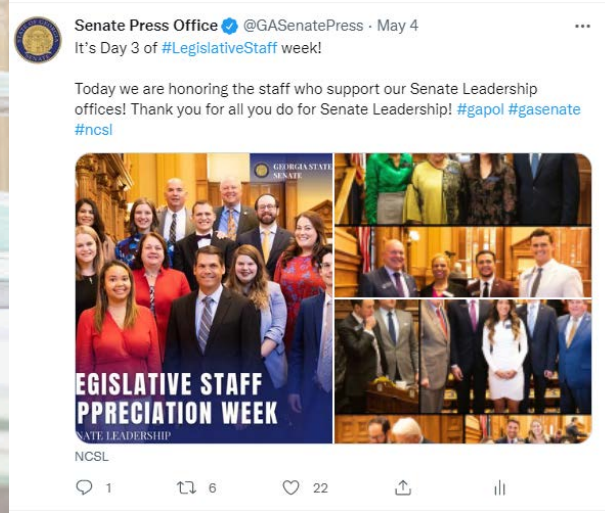 Senate Press Office @GASenatePress · May 4
It's Day 3 of #LegislativeStaff week!
Today we are honoring the staff who support our Senate Leadership
offices! Thank you for all you do for Senate Leadership! #gapol #gasenate
#ncsl
GEORGIA STATE
SENATE
EGISLATIVE STAFF
PPRECIATION WEEK
NATE LEADERSHIP
NCSL
1 6 22